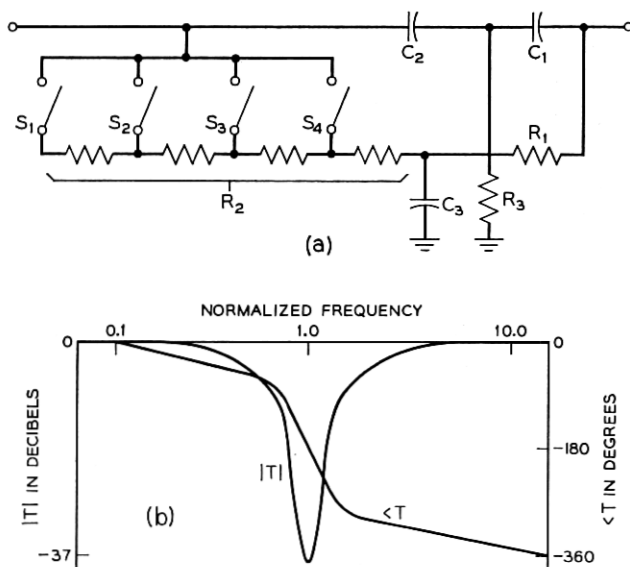 C₂
C₁
S₁
S₂
S₃
S₄
R₁
R₂
C₃
R₃
(a)
NORMALIZED FREQUENCY
0.1
1.0
10.0
0
0
|T| IN DECIBELS
-180
<T IN DEGREES
|T|
<T
(b)
-37
-360